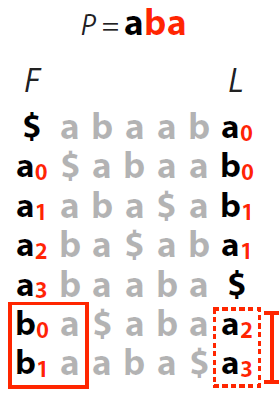 P = aba
F L
$ a b a a b a0
a0 $ a b a a b0
a1 a b a $ a b1
a2 b a $ a b a1
a3 b a a b a $
b0 a $ a b a a2
b1 a a b a $ a3